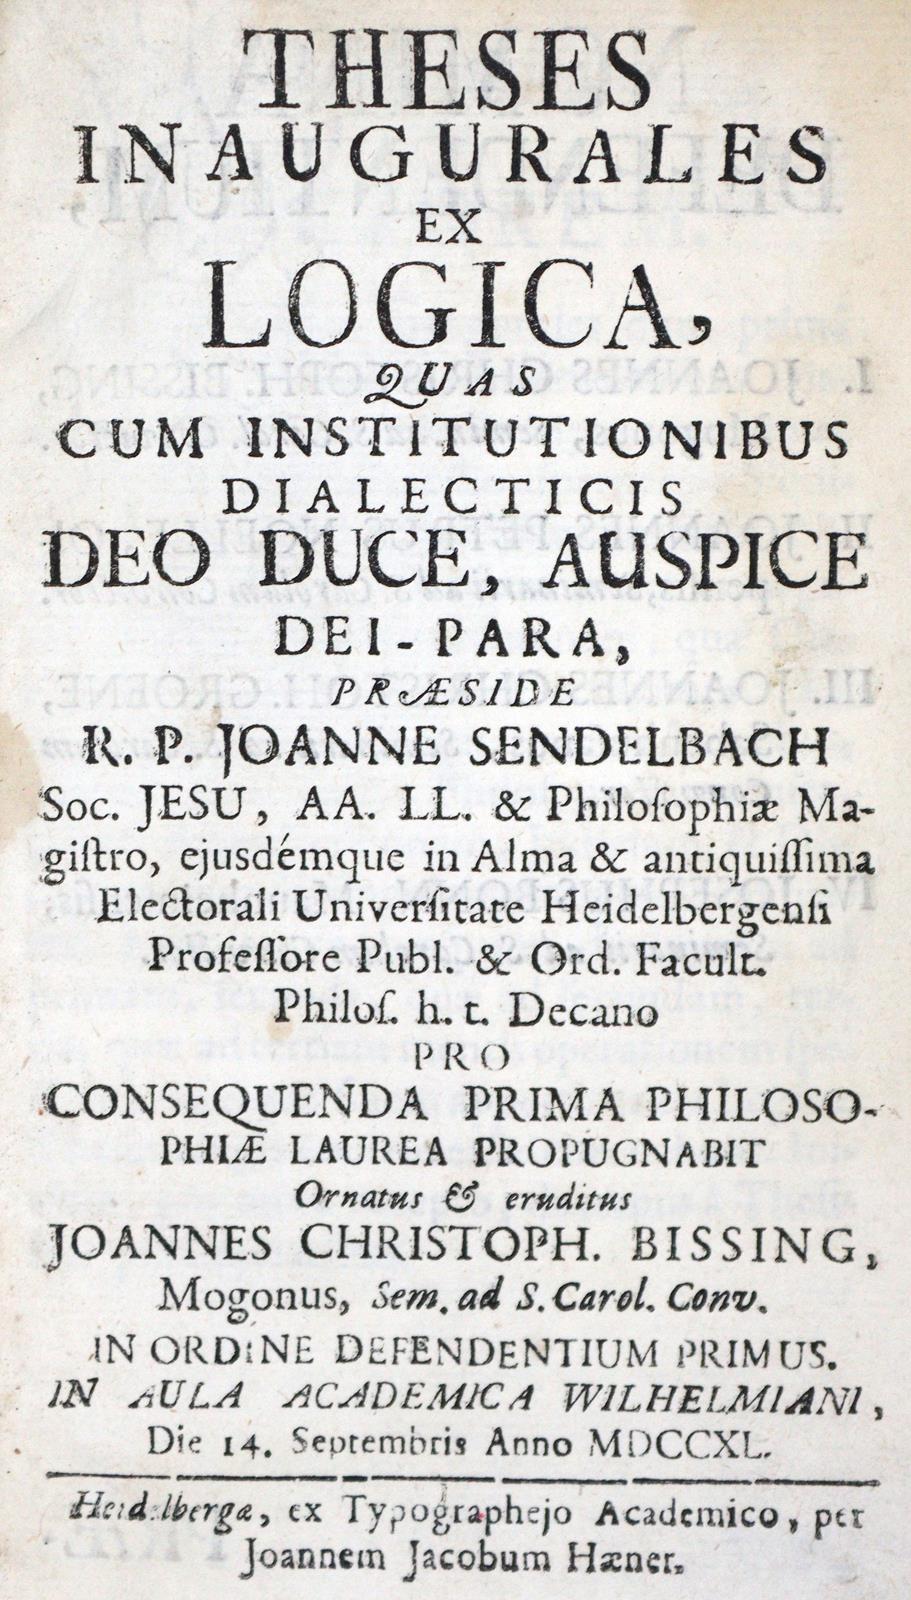 THESES
INAUGURALES
EX
LOGICA,
QUAS
CUM INSTITUTIONIBUS
DIALECTICIS
DEO DUCE, AUSPICE
DEI-PARA,
PRÆSIDE
R. P. JOANNE SENDELBACH
Soc. JESU, AA. LL. & Philoſophiæ Ma-
giſtro, ejusdémque in Alma & antiquiſſima
Electorali Univerſitate Heidelbergenſi
Profeſſore Publ. & Ord. Facult.
Philoſ. h. t. Decano
PRO
CONSEQUENDA PRIMA PHILOSO-
PHIÆ LAUREA PROPUGNABIT
Ornatus & eruditus
JOANNES CHRISTOPH. BISSING,
Mogonus, Sem. ad S. Carol. Conv.
IN ORDINE DEFENDENTIUM PRIMUS.
IN AULA ACADEMICA WILHELMIANI,
Die 14. Septembris Anno MDCCXL.
Heidelbergæ, ex Typographejo Academico, per
Joannem Jacobum Hæner.